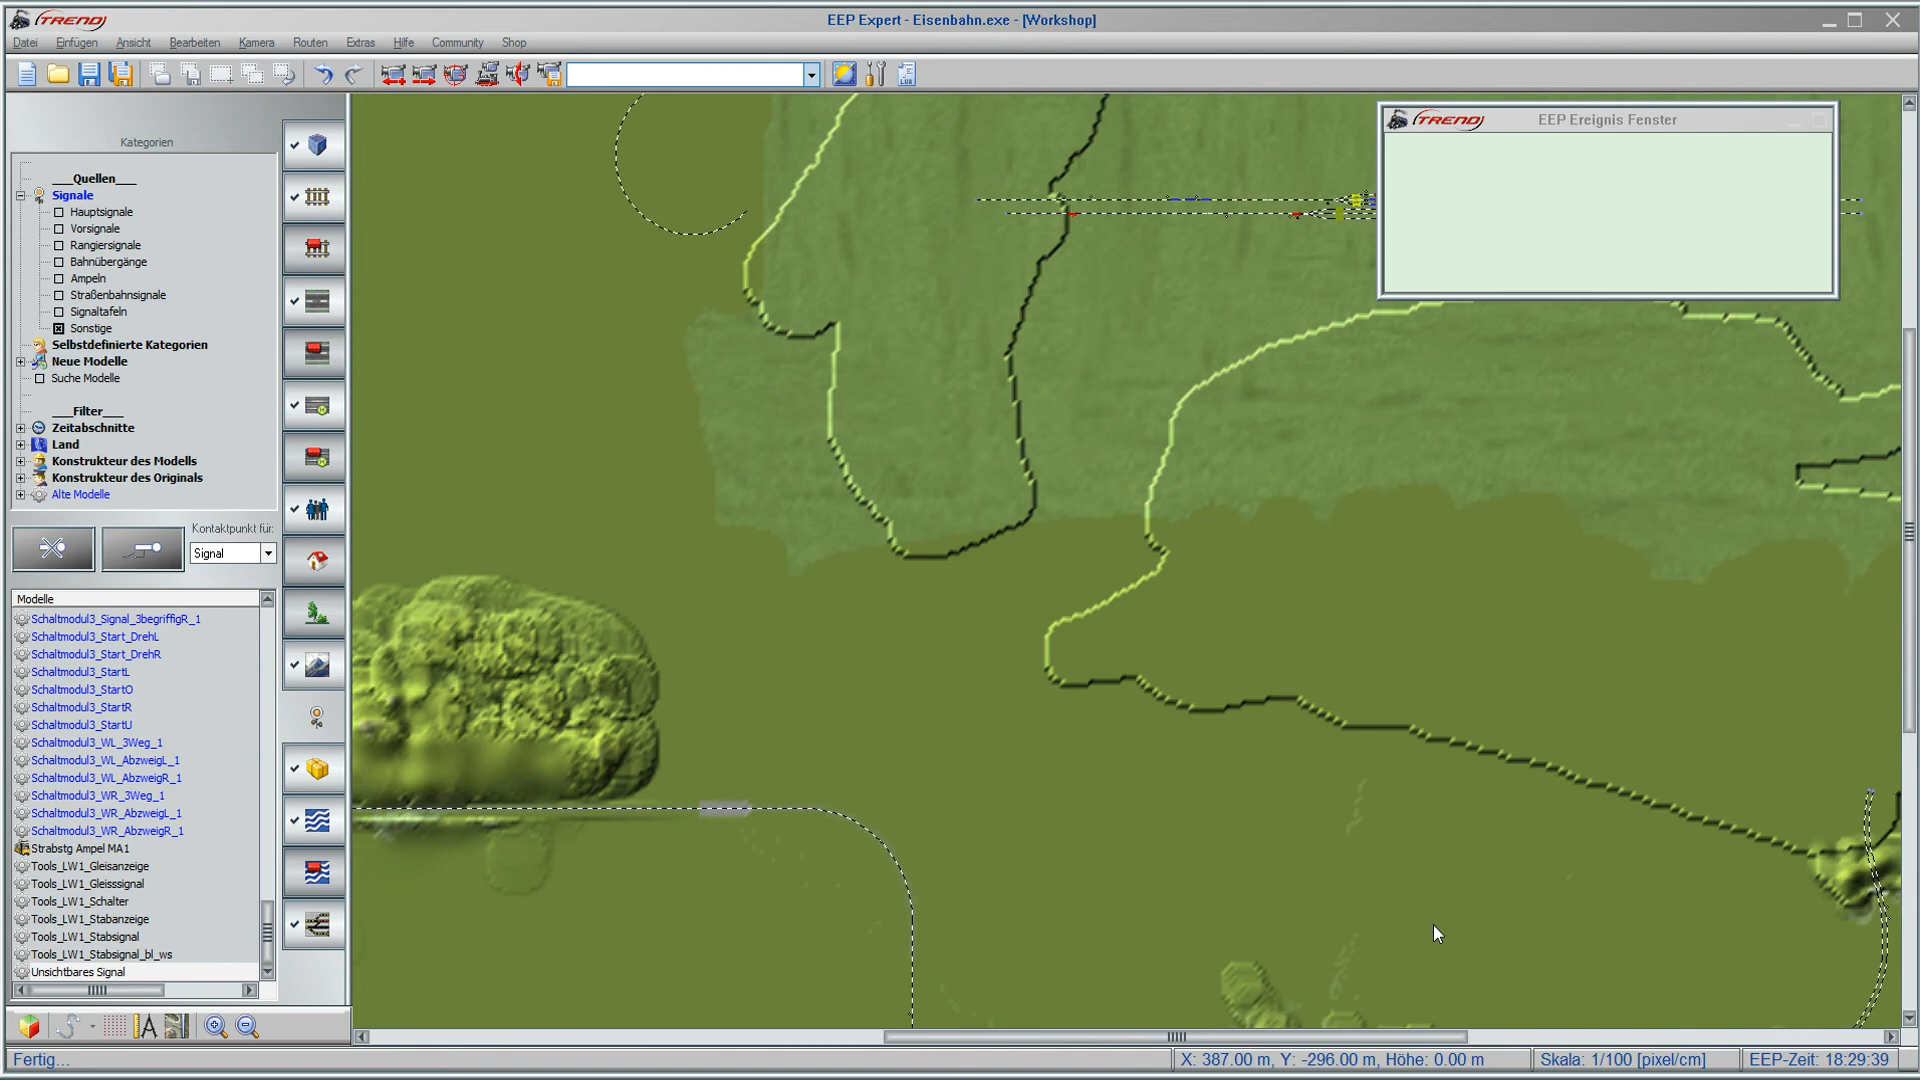 TREND
EEP Expert - Eisenbahn.exe - [Workshop]
Datei Einfügen Ansicht Bearbeiten Kamera Routen Extras Hilfe Community Shop
LUA
TREND
EEP Ereignis Fenster
Kategorien
___Quellen___
Signale
Hauptsignale
Vorsignale
Rangiersignale
Bahnübergänge
Ampeln
Straßenbahnsignale
Signaltafeln
Sonstige
Selbstdefinierte Kategorien
Neue Modelle
Suche Modelle
___Filter___
Zeitabschnitte
Land
Konstrukteur des Modells
Konstrukteur des Originals
Alte Modelle
Kontaktpunkt für:
Signal
Modelle
Schaltmodul3_Signal_3begriffigR_1
Schaltmodul3_Start_DrehL
Schaltmodul3_Start_DrehR
Schaltmodul3_StartL
Schaltmodul3_StartO
Schaltmodul3_StartR
Schaltmodul3_StartU
Schaltmodul3_WL_3Weg_1
Schaltmodul3_WL_AbzweigL_1
Schaltmodul3_WL_AbzweigR_1
Schaltmodul3_WR_3Weg_1
Schaltmodul3_WR_AbzweigL_1
Schaltmodul3_WR_AbzweigR_1
Strabstg Ampel MA1
Tools_LW1_Gleisanzeige
Tools_LW1_Gleissignal
Tools_LW1_Schalter
Tools_LW1_Stabanzeige
Tools_LW1_Stabsignal
Tools_LW1_Stabsignal_bl_ws
Unsichtbares Signal
Fertig...
X: 387.00 m, Y: -296.00 m, Höhe: 0.00 m
Skala: 1/100 [pixel/cm]
EEP-Zeit: 18:29:39